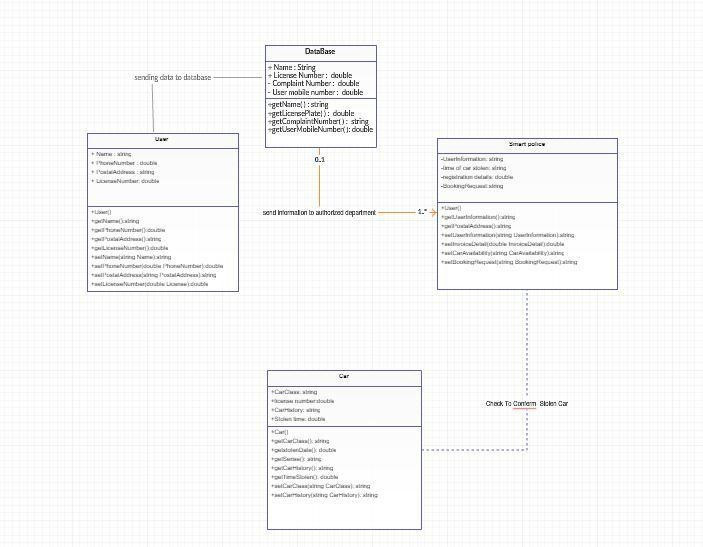 DataBase
+ Name : String
+ License Number : double
- Complaint Number : double
- User mobile number : double
+getName() : string
+getLicensePlate() : double
+getComplaintNumber() : string
+getUserMobileNumber(): double
sending data to database
User
+ Name : string
+ PhoneNumber : double
+ PostalAddress : string
+ LicenseNumber: double
+User()
+getName():string
+getPhoneNumber():double
+getPostalAddress():string
+getLicenseNumber():double
+setName(string Name):string
+setPhoneNumber(double PhoneNumber):double
+setPostalAddress(string PostalAddress):string
+setLicenseNumber(double License):double
0..1
send information to authorized department
1..*
Smart police
-UserInformation: string
-time of car stolen: string
-registration details: double
-BookingRequest:string
+User()
+getUserInformation():string
+getPostalAddress():string
+setUserInformation(string UserInformation):string
+setInvoiceDetail(double InvoiceDetail):double
+setCarAvailability(string CarAvailability):string
+setBookingRequest(string BookingRequest):string
Check To Conferm Stolen Car
Car
+CarClass: string
+license number:double
+CarHistory: string
+Stolen time: double
+Car()
+getCarClass(): string
+getstolenDate(): double
+getSerise(): string
+getCarHistory(): string
+getTimeStolen(): double
+setCarClass(string CarClass): string
+setCarHistory(string CarHistory): string